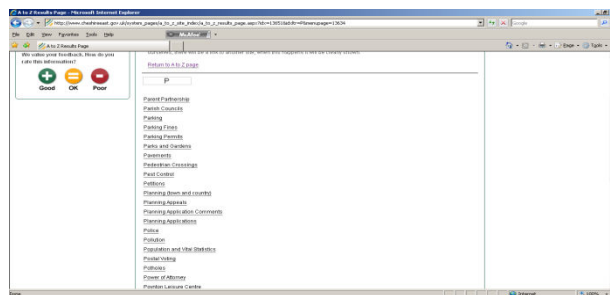 A to Z Results Page - Microsoft Internet Explorer
File Edit View Favorites Tools Help
McAfee
A to Z Results Page
Page Tools
We value your feedback. How do you
rate this information?
Good OK Poor
Return to A to Z page
P
Parent Partnership
Parish Councils
Parking
Parking Fines
Parking Permits
Parks and Gardens
Pavements
Pedestrian Crossings
Pest Control
Petitions
Planning (town and country)
Planning Appeals
Planning Application Comments
Planning Applications
Police
Pollution
Population and Vital Statistics
Postal Voting
Potholes
Power of Attorney
Poynton Leisure Centre
Done
Internet
100%